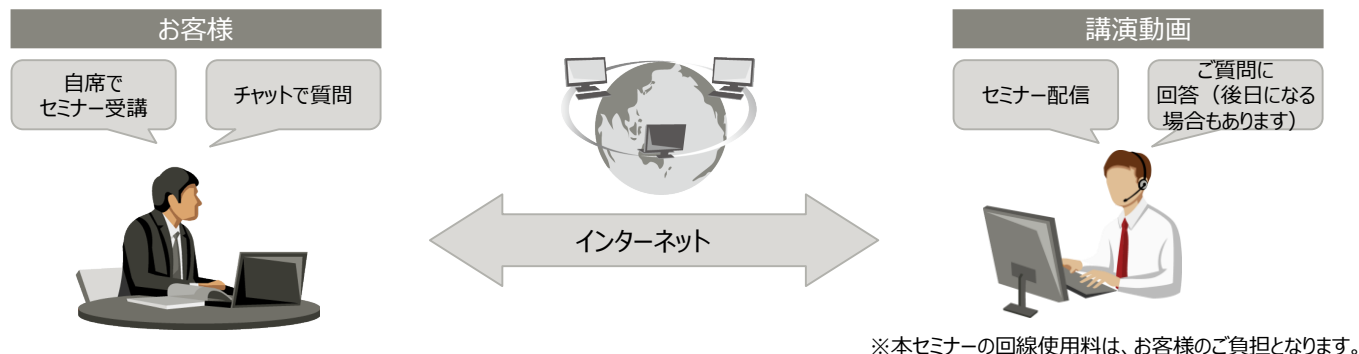 お客様
自席で
セミナー受講
チャットで質問
インターネット
講演動画
セミナー配信
ご質問に
回答（後日になる
場合もあります）
※本セミナーの回線使用料は、お客様のご負担となります。